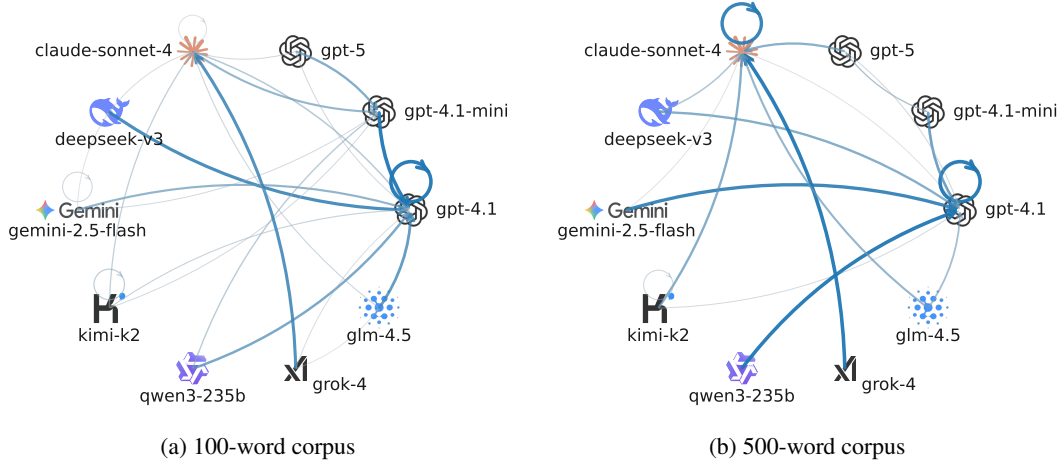 claude-sonnet-4
gpt-5
gpt-4.1-mini
deepseek-v3
gpt-4.1
Gemini
gemini-2.5-flash
kimi-k2
glm-4.5
grok-4
qwen3-235b
(a) 100-word corpus
claude-sonnet-4
gpt-5
gpt-4.1-mini
deepseek-v3
gpt-4.1
Gemini
gemini-2.5-flash
kimi-k2
glm-4.5
grok-4
qwen3-235b
(b) 500-word corpus